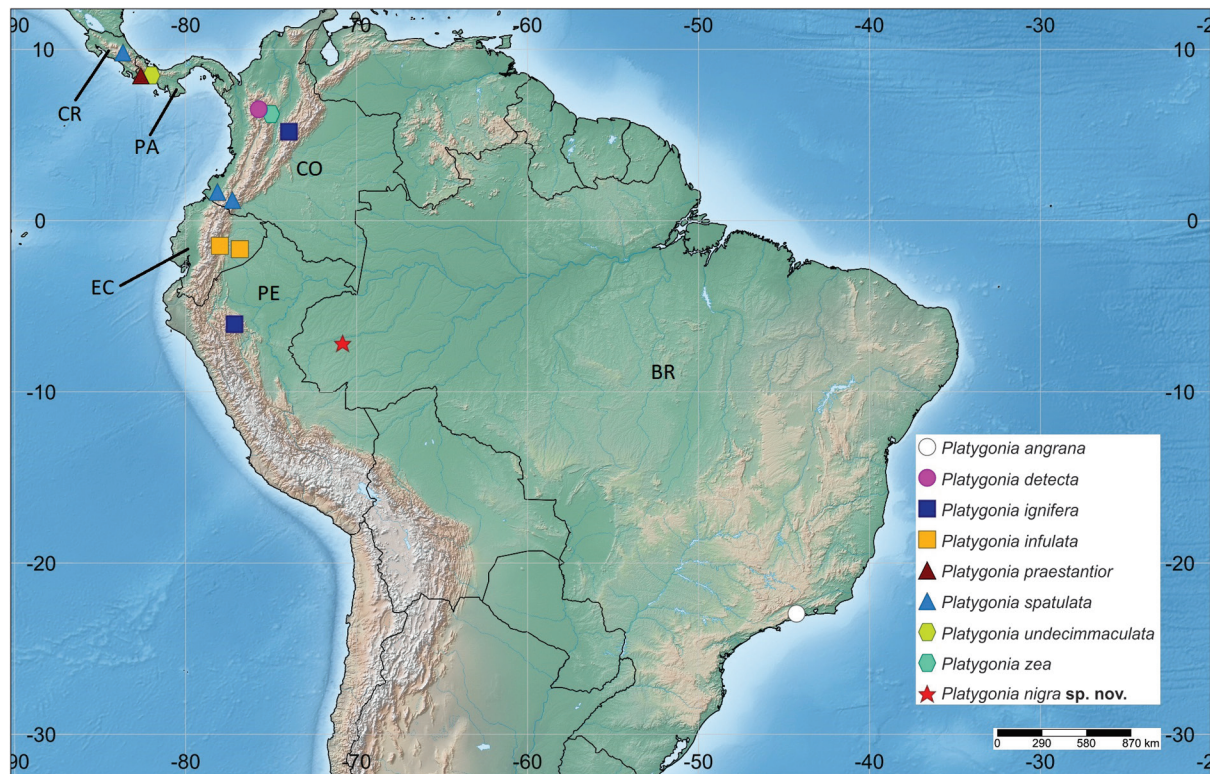 -90 -80 -70 -60 -50 -40 -30 -2
10 10
CR
PA
CO
0 0
EC
PE
BR
-10 -10
Platygonia angrana
Platygonia detecta
Platygonia ignifera
Platygonia infulata
Platygonia praestantior
Platygonia spatulata
Platygonia undecimmaculata
Platygonia zea
Platygonia nigra sp. nov.
-20 -20
-30 -30
0 290 580 870 km
-90 -80 -70 -60 -50 -40 -30 -2